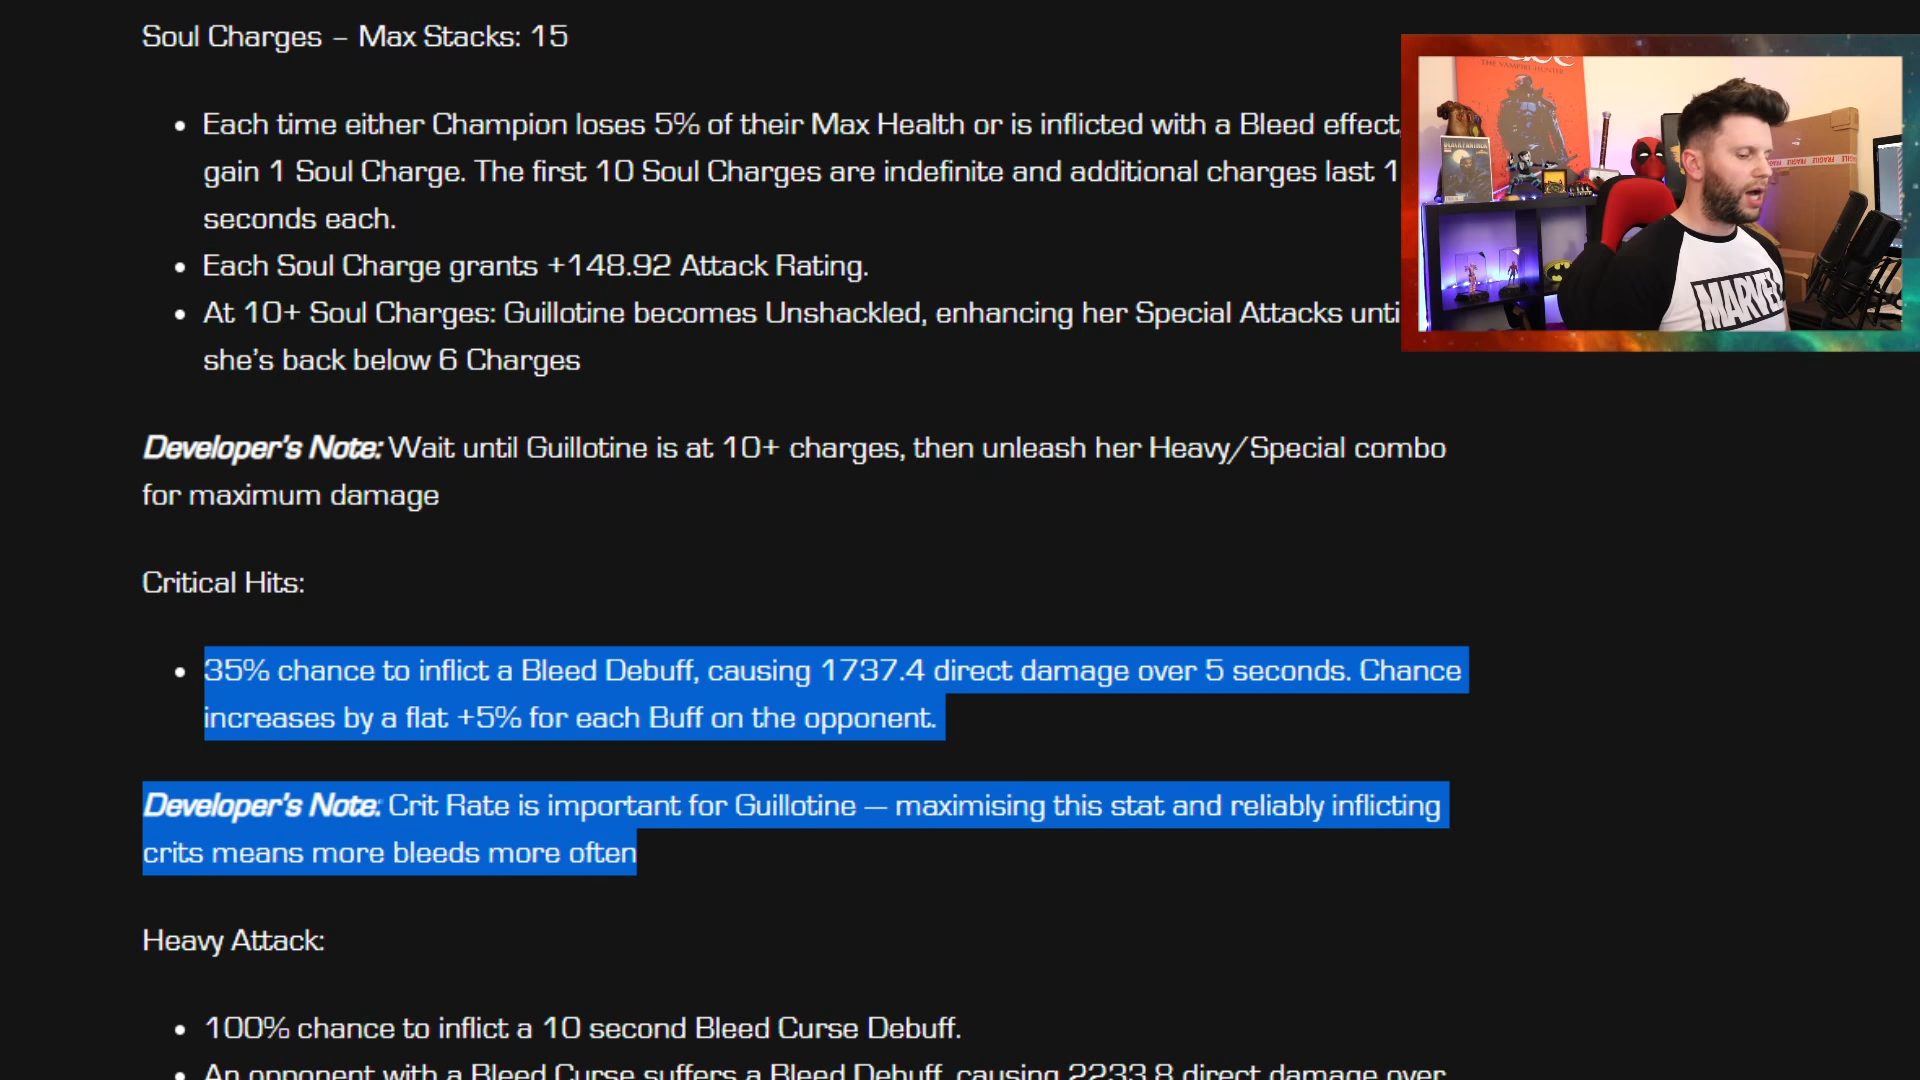 Soul Charges – Max Stacks: 15
• Each time either Champion loses 5% of their Max Health or is inflicted with a Bleed effect,
gain 1 Soul Charge. The first 10 Soul Charges are indefinite and additional charges last 1
seconds each.
• Each Soul Charge grants +148.92 Attack Rating.
• At 10+ Soul Charges: Guillotine becomes Unshackled, enhancing her Special Attacks unti
she's back below 6 Charges
Developer's Note: Wait until Guillotine is at 10+ charges, then unleash her Heavy/Special combo
for maximum damage
Critical Hits:
• 35% chance to inflict a Bleed Debuff, causing 1737.4 direct damage over 5 seconds. Chance
increases by a flat +5% for each Buff on the opponent.
Developer's Note: Crit Rate is important for Guillotine — maximising this stat and reliably inflicting
crits means more bleeds more often
Heavy Attack:
• 100% chance to inflict a 10 second Bleed Curse Debuff.
• An opponent with a Bleed Curse suffers a Bleed Debuff, causing 2233.8 direct damage over
THE VAMPIRE HUNTER
BLACK PANTHER
MARVEL
FRAGILE FRAGILE